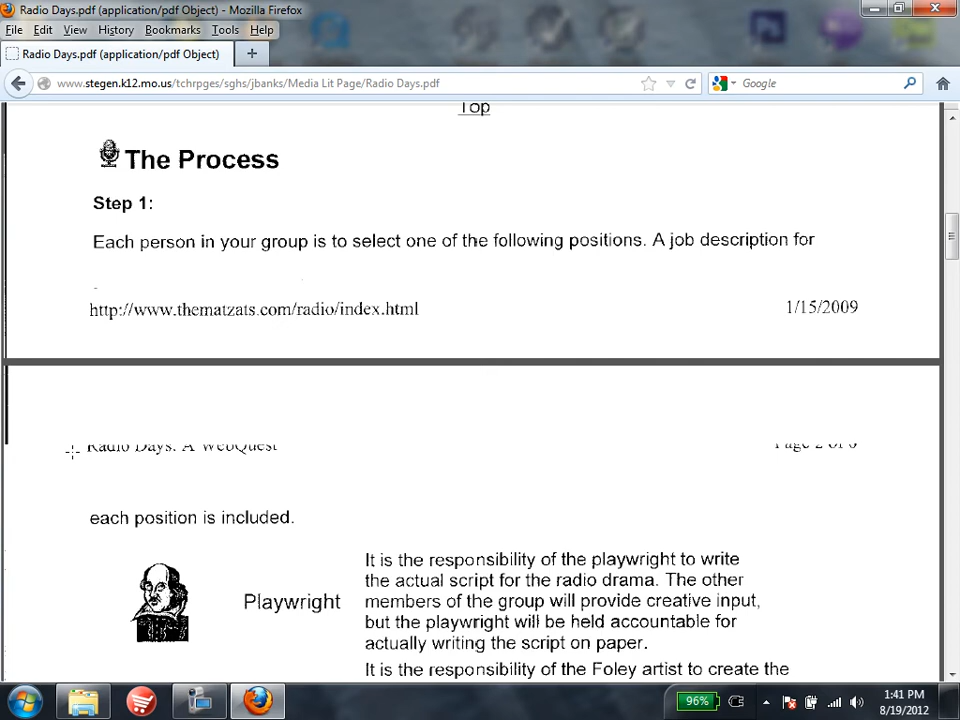 Radio Days.pdf (application/pdf Object) - Mozilla Firefox
File Edit View History Bookmarks Tools Help
Radio Days.pdf (application/pdf Object) +
www.stegen.k12.mo.us/tchrpges/sghs/jbanks/Media Lit Page/Radio Days.pdf
Google
Top
The Process
Step 1:
Each person in your group is to select one of the following positions. A job description for
http://www.thematzats.com/radio/index.html 1/15/2009
Radio Days: A WebQuest Page 2 of
each position is included.
Playwright
It is the responsibility of the playwright to write
the actual script for the radio drama. The other
members of the group will provide creative input,
but the playwright will be held accountable for
actually writing the script on paper.
It is the responsibility of the Foley artist to create the
96%
1:41 PM
8/19/2012